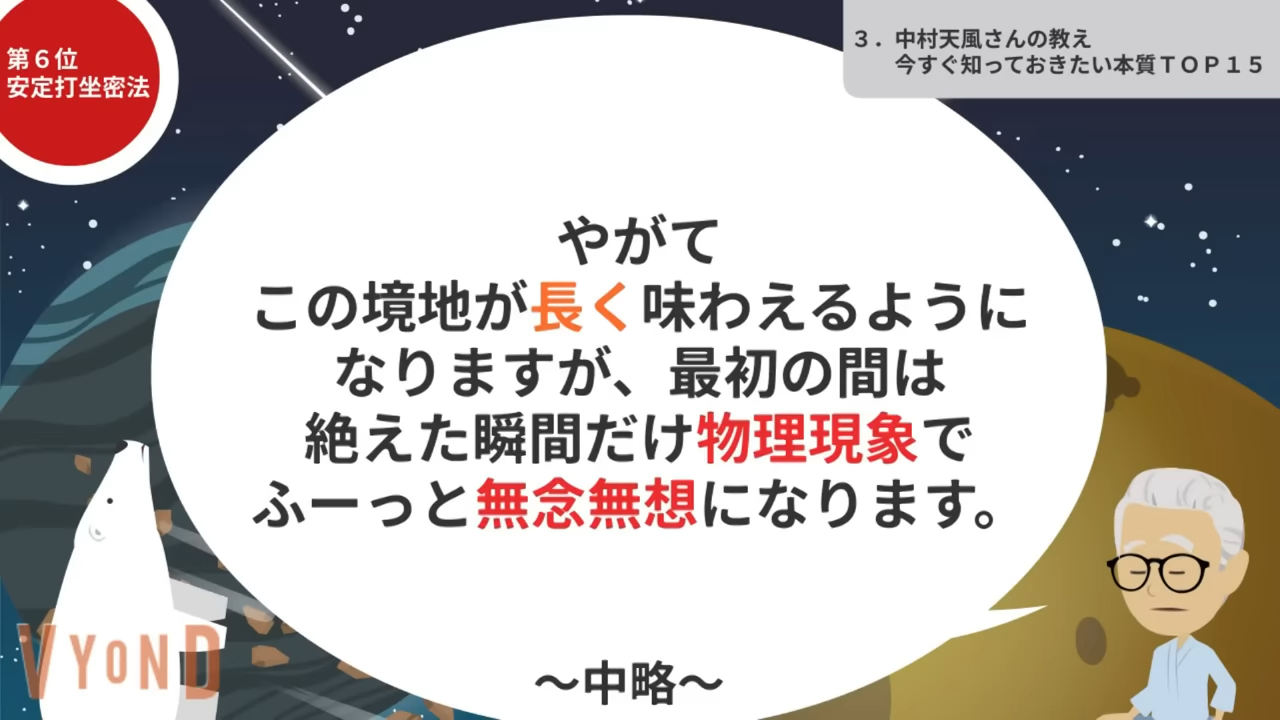 第６位
安定打坐密法
３．中村天風さんの教え
今すぐ知っておきたい本質ＴＯＰ１５
やがて
この境地が長く味わえるように
なりますが、最初の間は
絶えた瞬間だけ物理現象で
ふーっと無念無想になります。
～中略～
VYOND